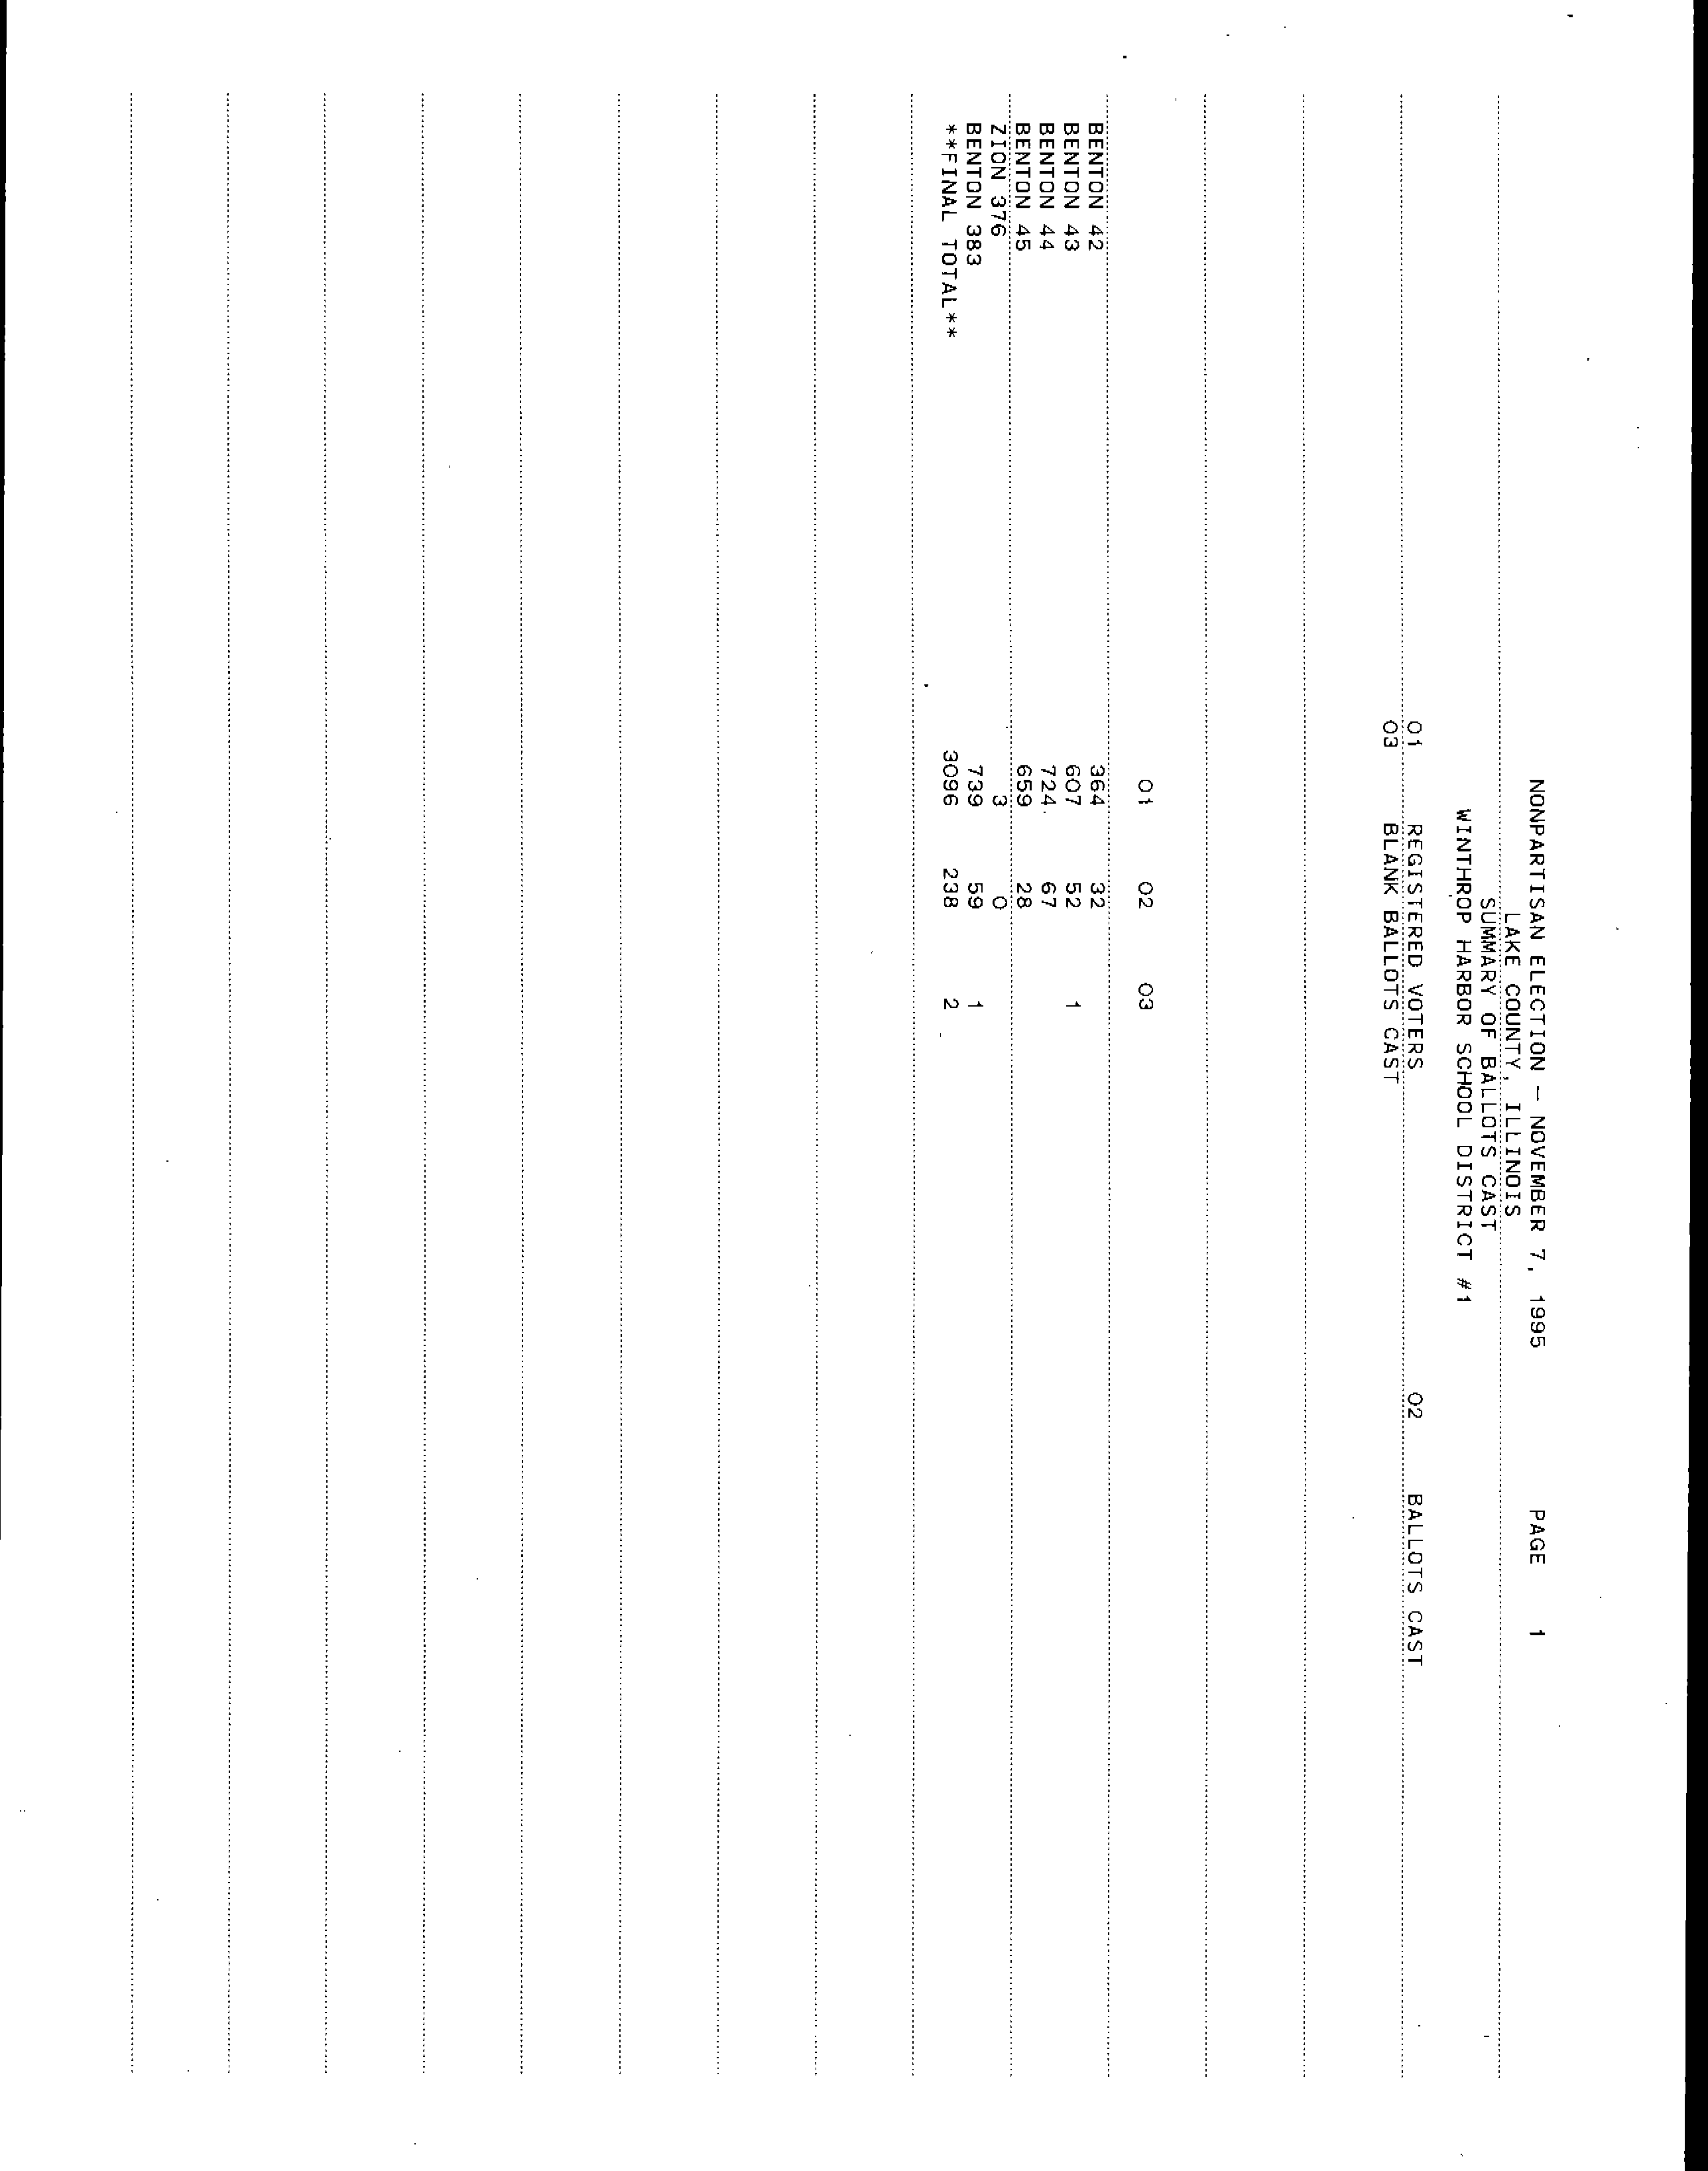 NONPARTISAN ELECTION - NOVEMBER 7, 1995 PAGE 1
LAKE COUNTY, ILLINOIS
SUMMARY OF BALLOTS CAST
WINTHROP HARBOR SCHOOL DISTRICT #1
01 REGISTERED VOTERS 02 BALLOTS CAST
03 BLANK BALLOTS CAST
01 02 03
BENTON 42 364 32
BENTON 43 607 52 1
BENTON 44 724 67
BENTON 45 659 28
ZION 376 3 0
BENTON 383 739 59 1
**FINAL TOTAL** 3096 238 2